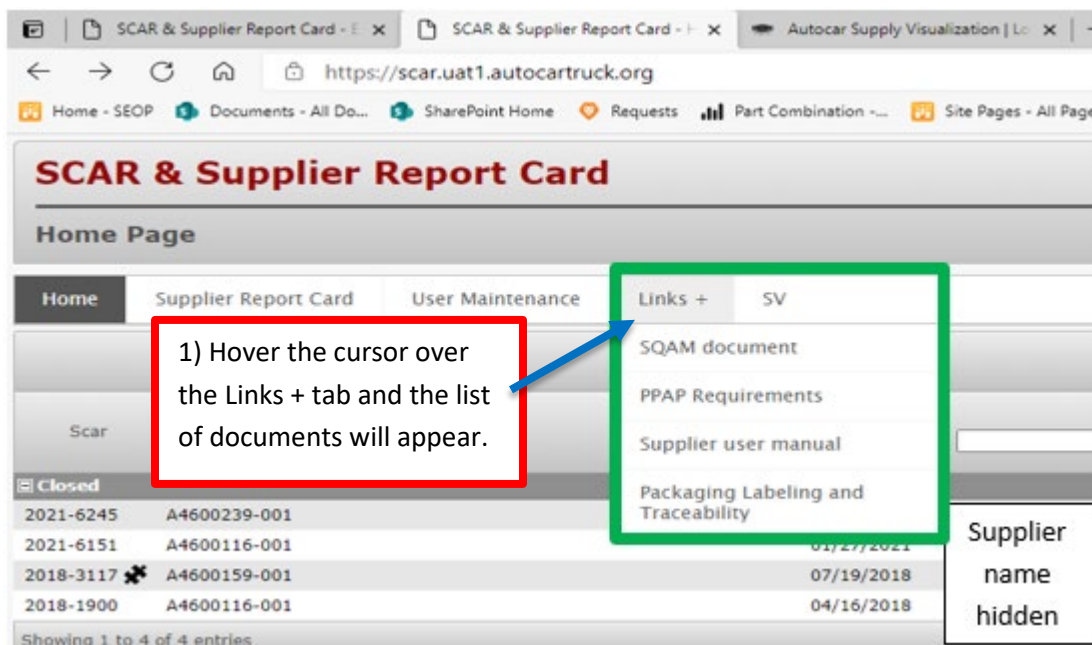 SCAR & Supplier Report Card - E
SCAR & Supplier Report Card - H
Autocar Supply Visualization | Lo
https://scar.uat1.autocartruck.org
Home - SEOP Documents - All Do... SharePoint Home Requests Part Combination -... Site Pages - All Page
SCAR & Supplier Report Card
Home Page
Home Supplier Report Card User Maintenance Links + SV
1) Hover the cursor over
the Links + tab and the list
of documents will appear.
SQAM document
PPAP Requirements
Supplier user manual
Packaging Labeling and
Traceability
Scar
Closed
2021-6245 A4600239-001
2021-6151 A4600116-001 01/27/2021
2018-3117 A4600159-001 07/19/2018
2018-1900 A4600116-001 04/16/2018
Supplier
name
hidden
Showing 1 to 4 of 4 entries